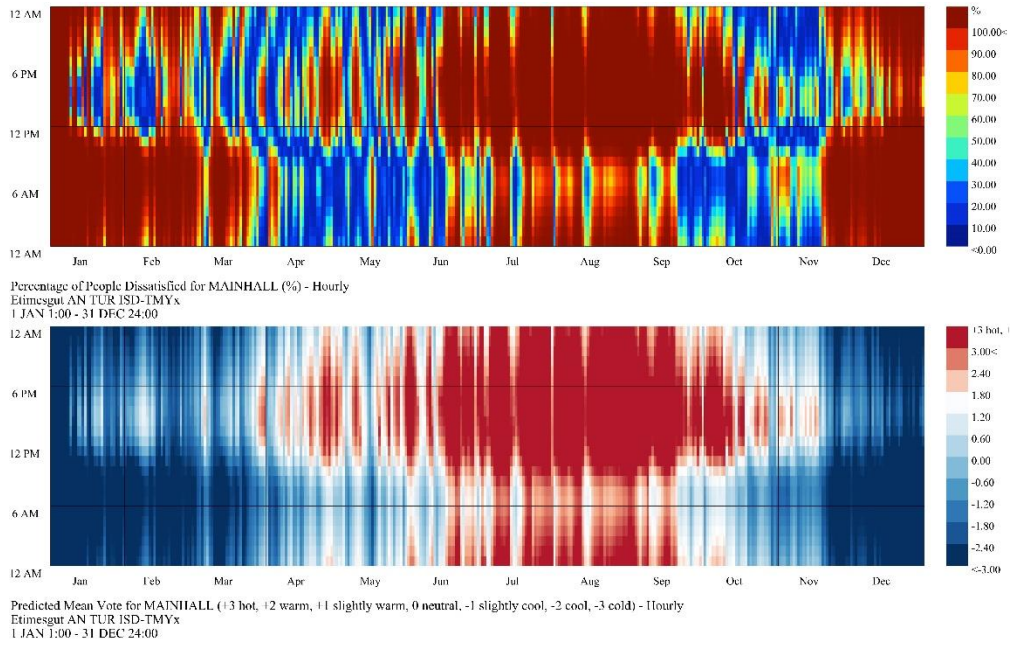 12 AM
6 PM
12 PM
6 AM
12 AM
Jan Feb Mar Apr May Jun Jul Aug Sep Oct Nov Dec
%
100.00<
90.00
80.00
70.00
60.00
50.00
40.00
30.00
20.00
10.00
<0.00
Percentage of People Dissatisfied for MAINHALL (%) - Hourly
Etimesgut AN TUR ISD-TMYx
1 JAN 1:00 - 31 DEC 24:00
12 AM
6 PM
12 PM
6 AM
12 AM
Jan Feb Mar Apr May Jun Jul Aug Sep Oct Nov Dec
+3 hot, +
3.00<
2.40
1.80
1.20
0.60
0.00
-0.60
-1.20
-1.80
-2.40
<-3.00
Predicted Mean Vote for MAINHALL (+3 hot, +2 warm, +1 slightly warm, 0 neutral, -1 slightly cool, -2 cool, -3 cold) - Hourly
Etimesgut AN TUR ISD-TMYx
1 JAN 1:00 - 31 DEC 24:00